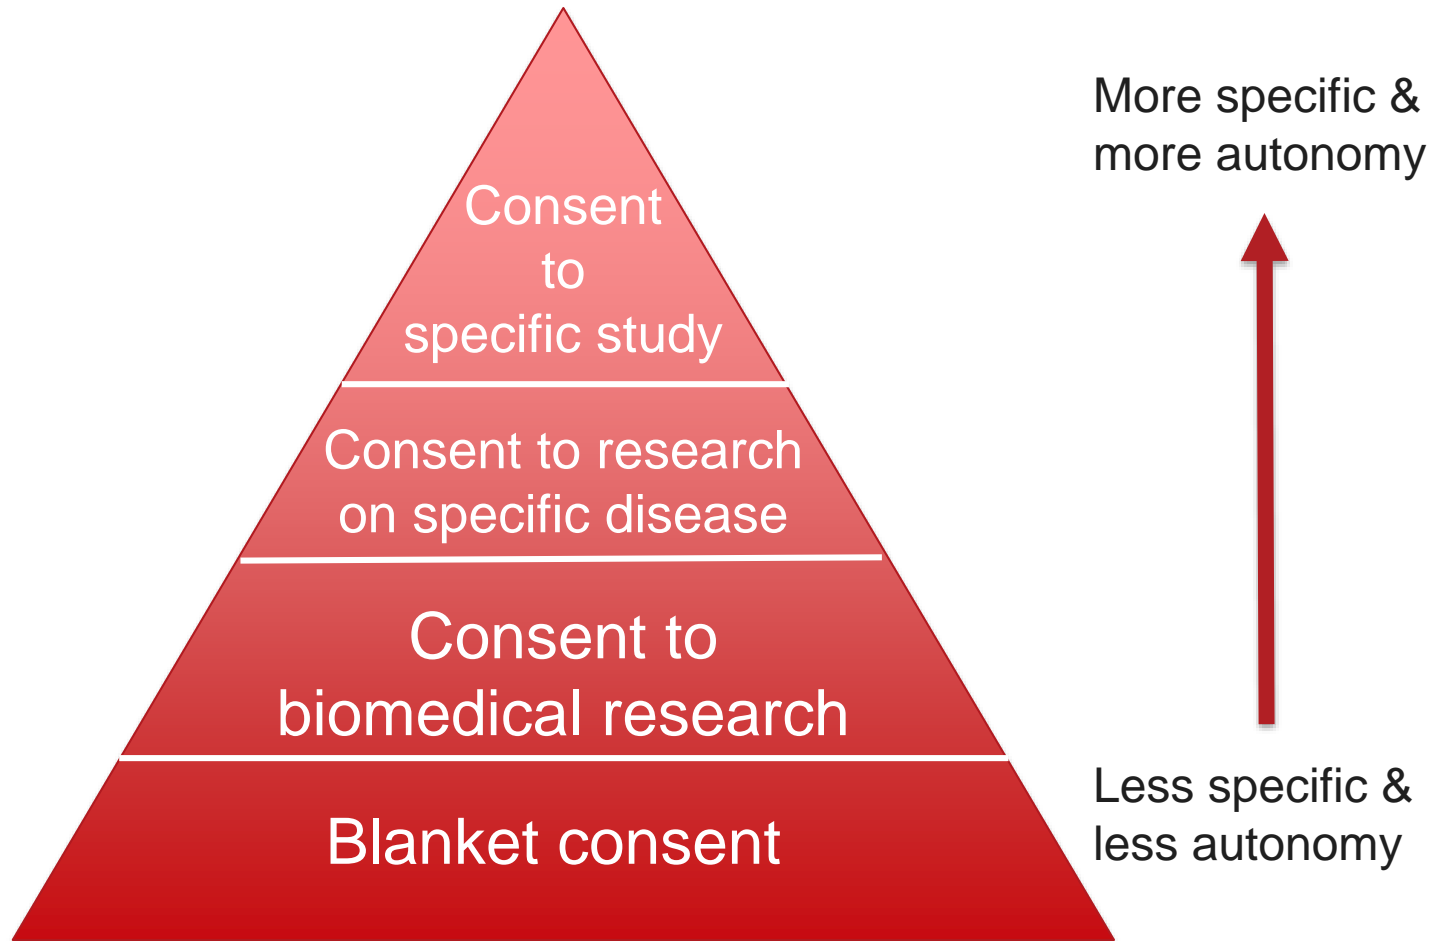 Consent
to
specific study
Consent to research
on specific disease
Consent to
biomedical research
Blanket consent
More specific &
more autonomy
Less specific &
less autonomy